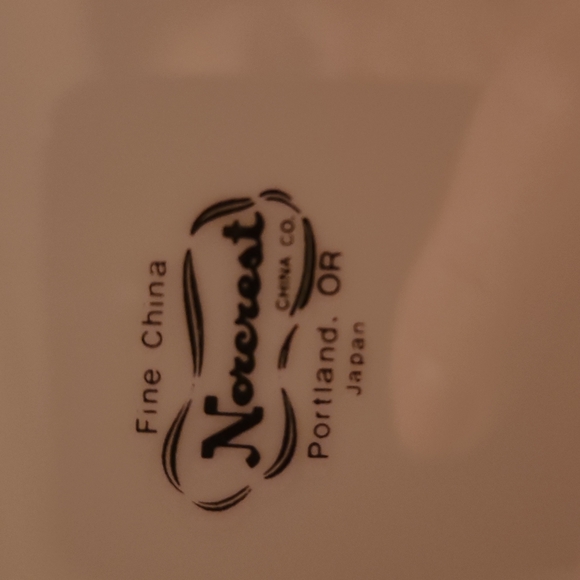 Fine China
Norcrest
CHINA CO.
Portland. OR
Japan